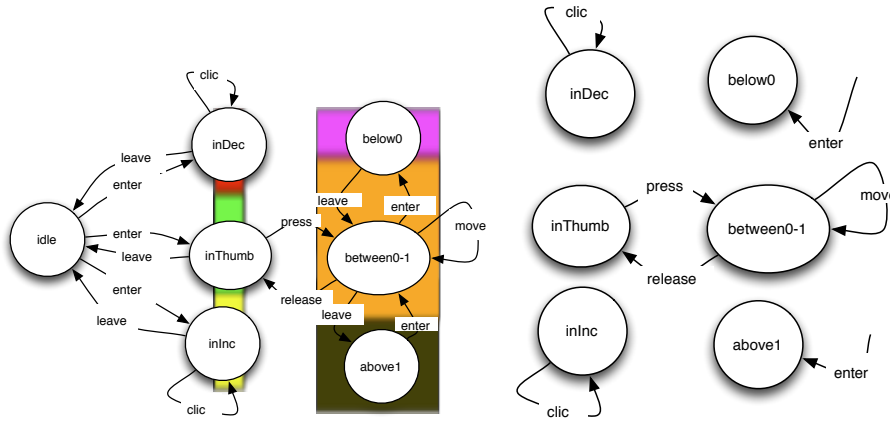 clic
inDec
below0
leave
enter
leave
enter
idle
enter
leave
inThumb
press
between0-1
move
release
leave
enter
enter
leave
inInc
above1
clic
clic
inDec
below0
enter
press
inThumb
between0-1
move
release
inInc
above1
enter
clic